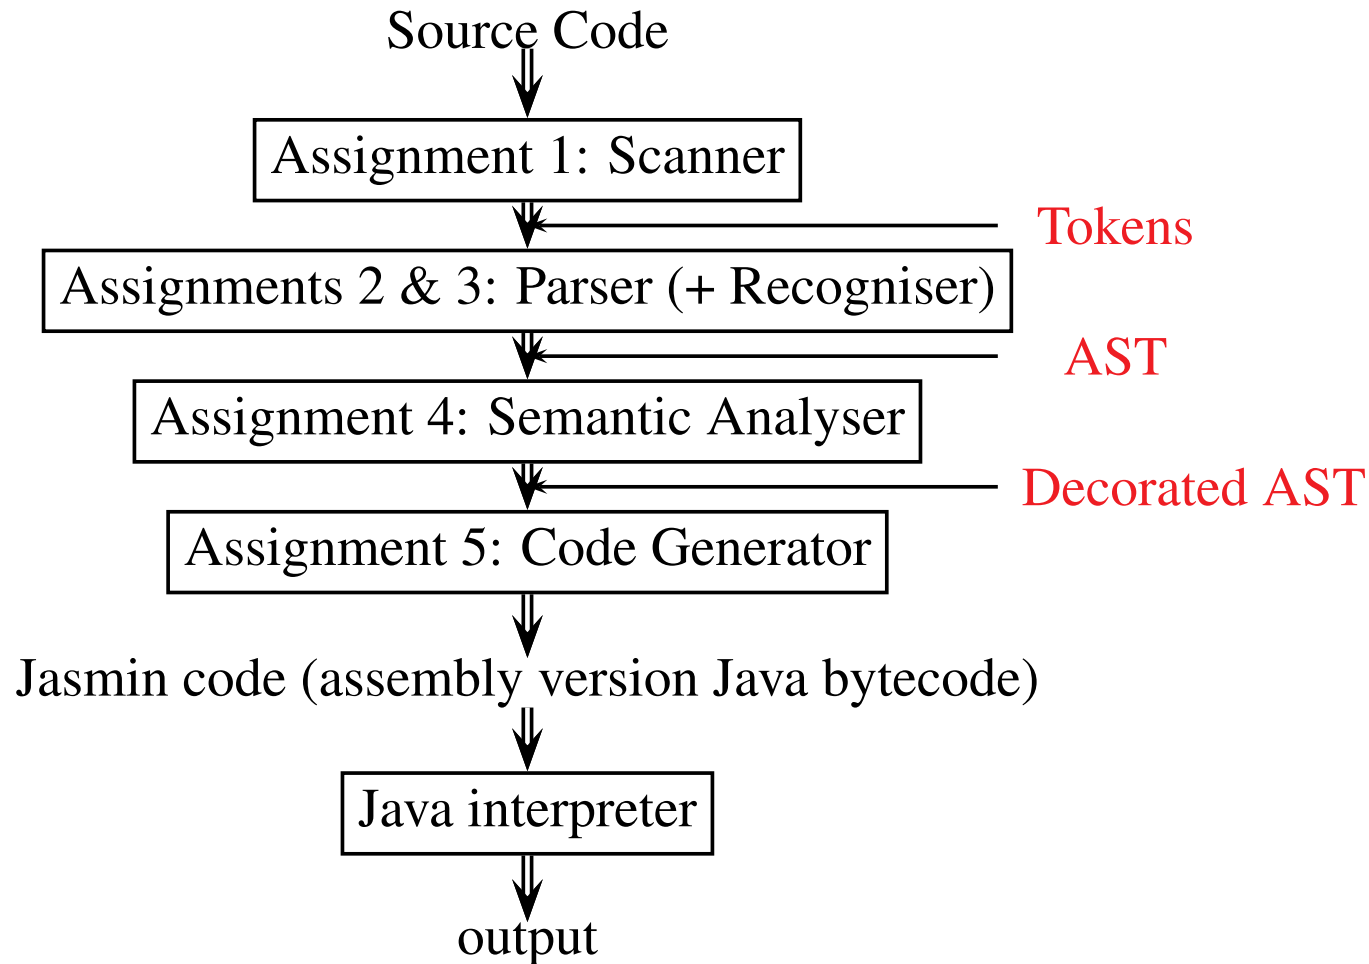 Source Code
Assignment 1: Scanner
Tokens
Assignments 2 & 3: Parser (+ Recogniser)
AST
Assignment 4: Semantic Analyser
Decorated AST
Assignment 5: Code Generator
Jasmin code (assembly version Java bytecode)
Java interpreter
output